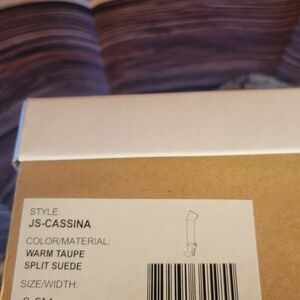 STYLE:
JS-CASSINA
COLOR/MATERIAL:
WARM TAUPE
SPLIT SUEDE
SIZE/WIDTH: